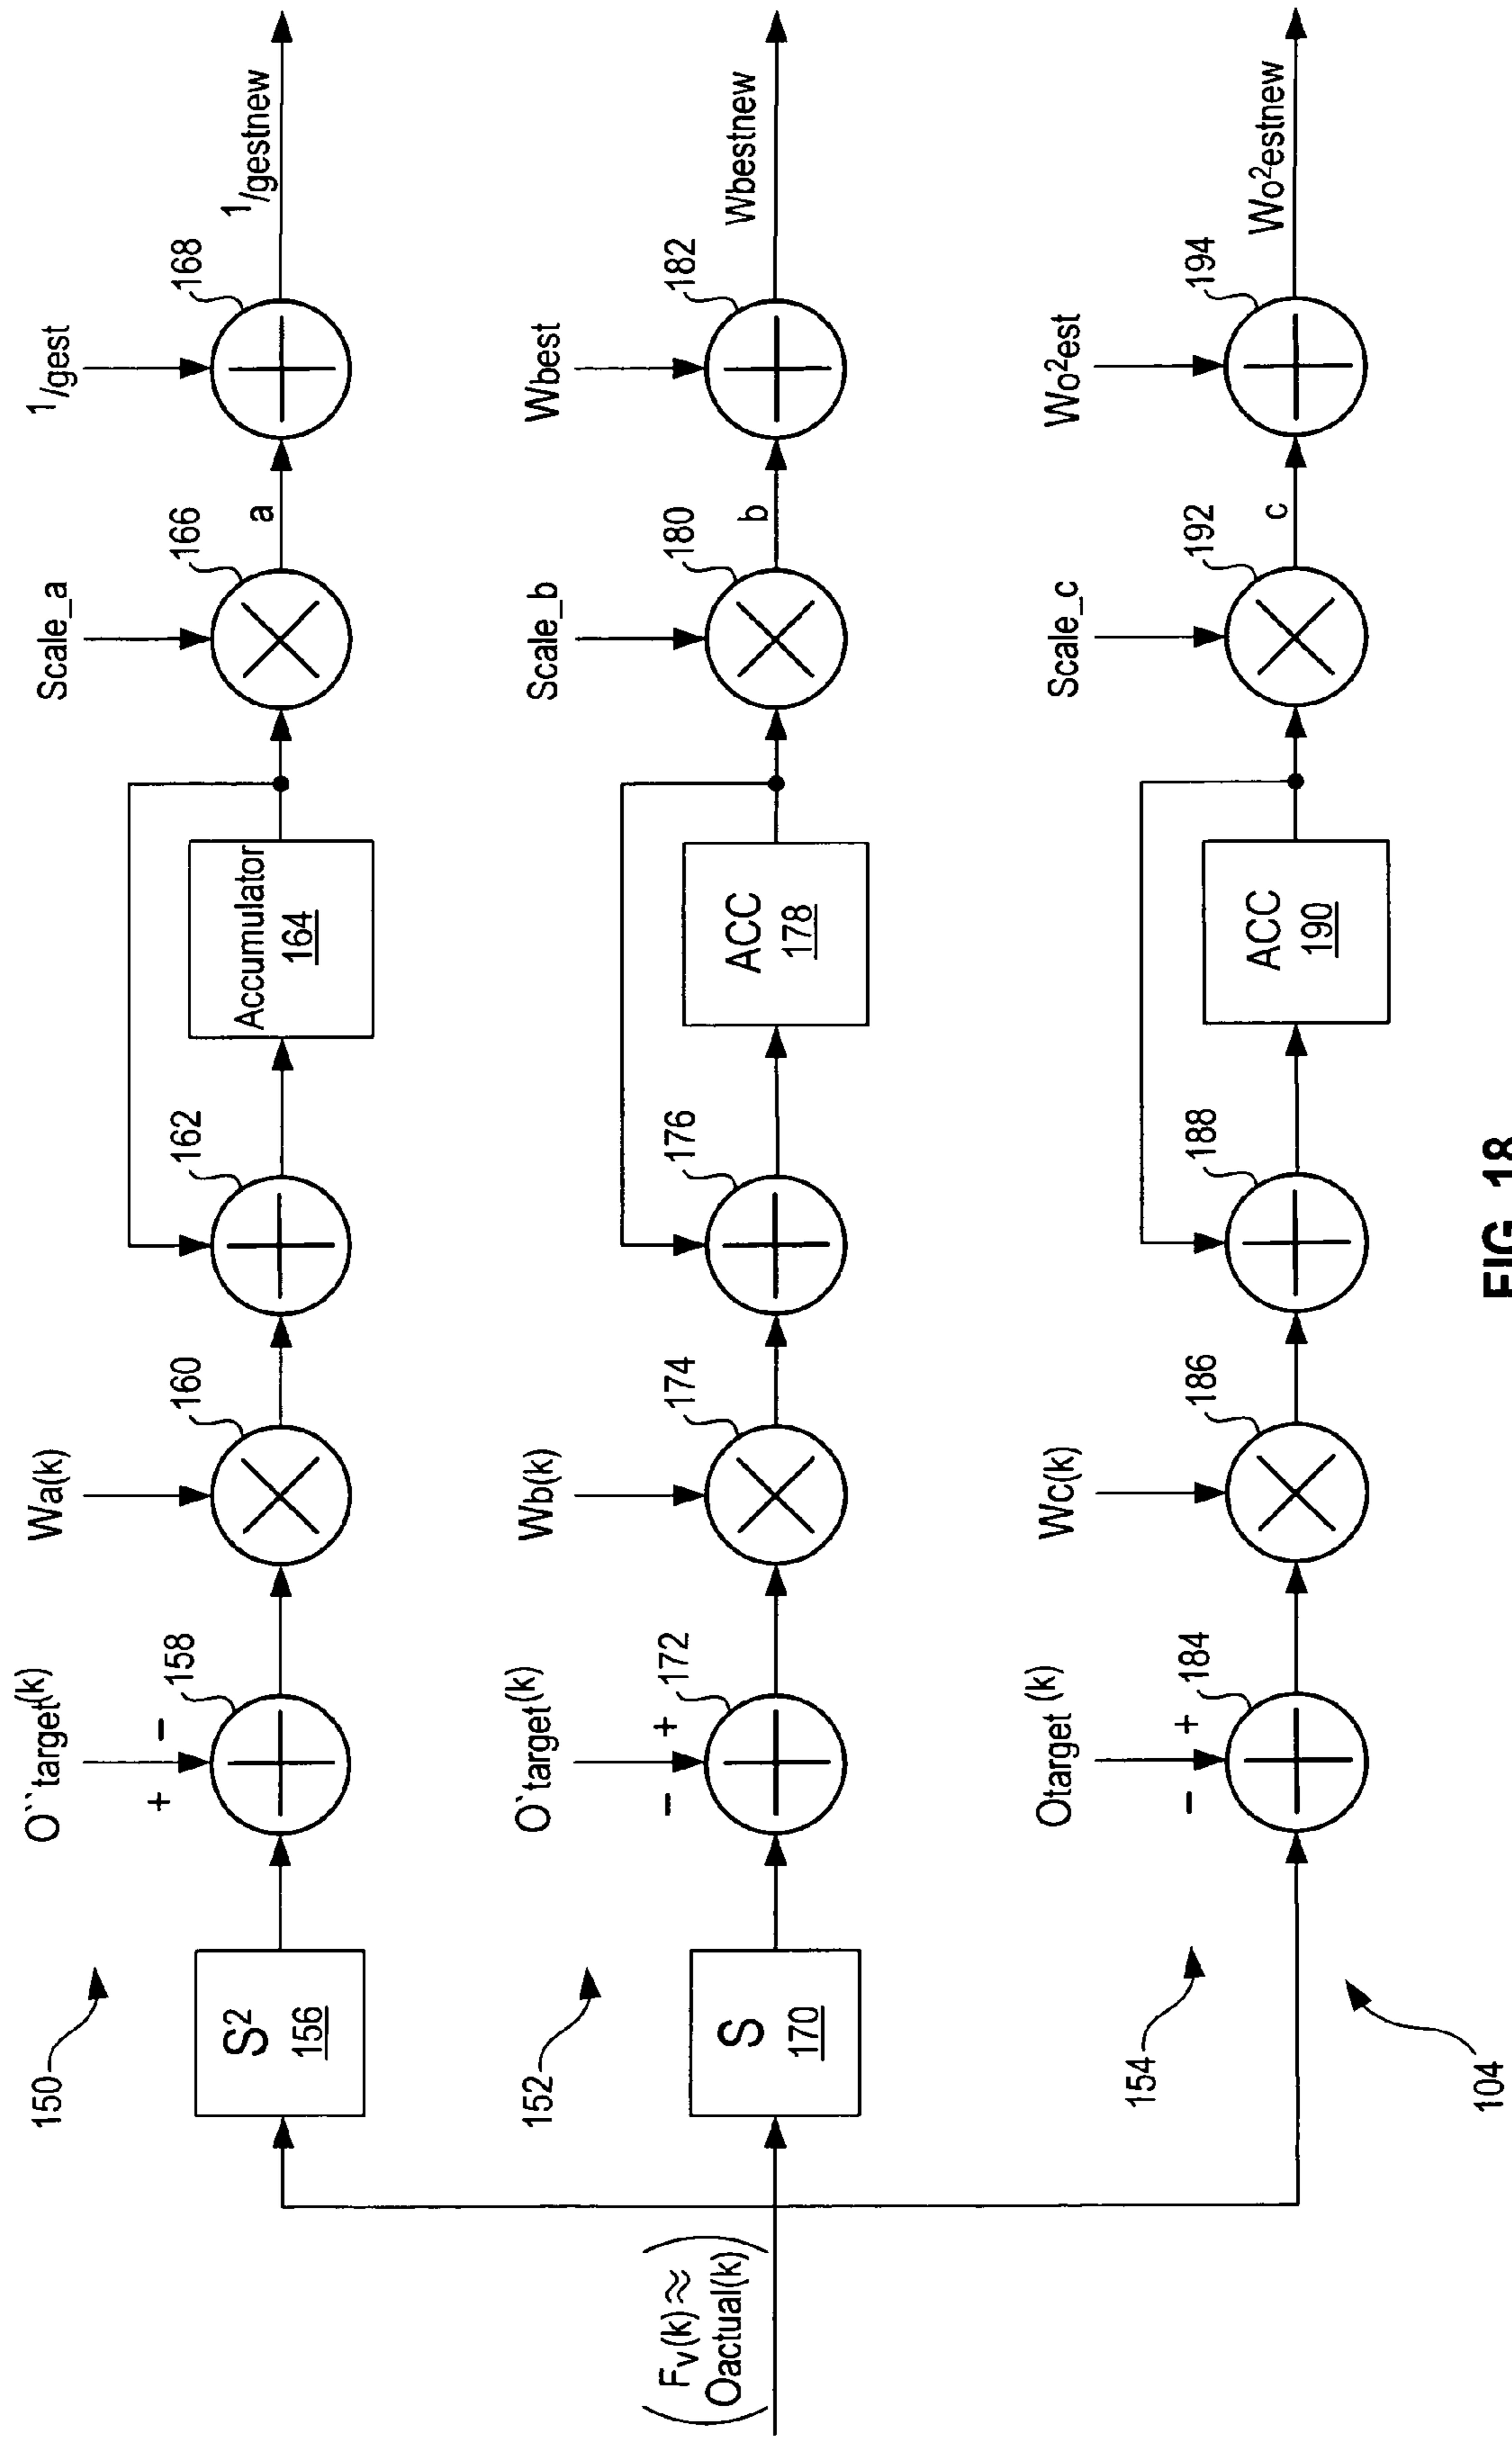 150
S²
156
O``target(k)
+
−
158
Wa(k)
160
162
Accumulator
164
Scale_a
166
a
1/gest
168
1/gestnew
(Fv(k)≈
Oactual(k))
152
S
170
O`target(k)
−
+
172
Wb(k)
174
176
ACC
178
Scale_b
180
b
Wbest
182
Wbestnew
154
104
Otarget (k)
−
+
184
Wc(k)
186
188
ACC
190
Scale_c
192
c
Wo²est
194
Wo²estnew
FIG. 18